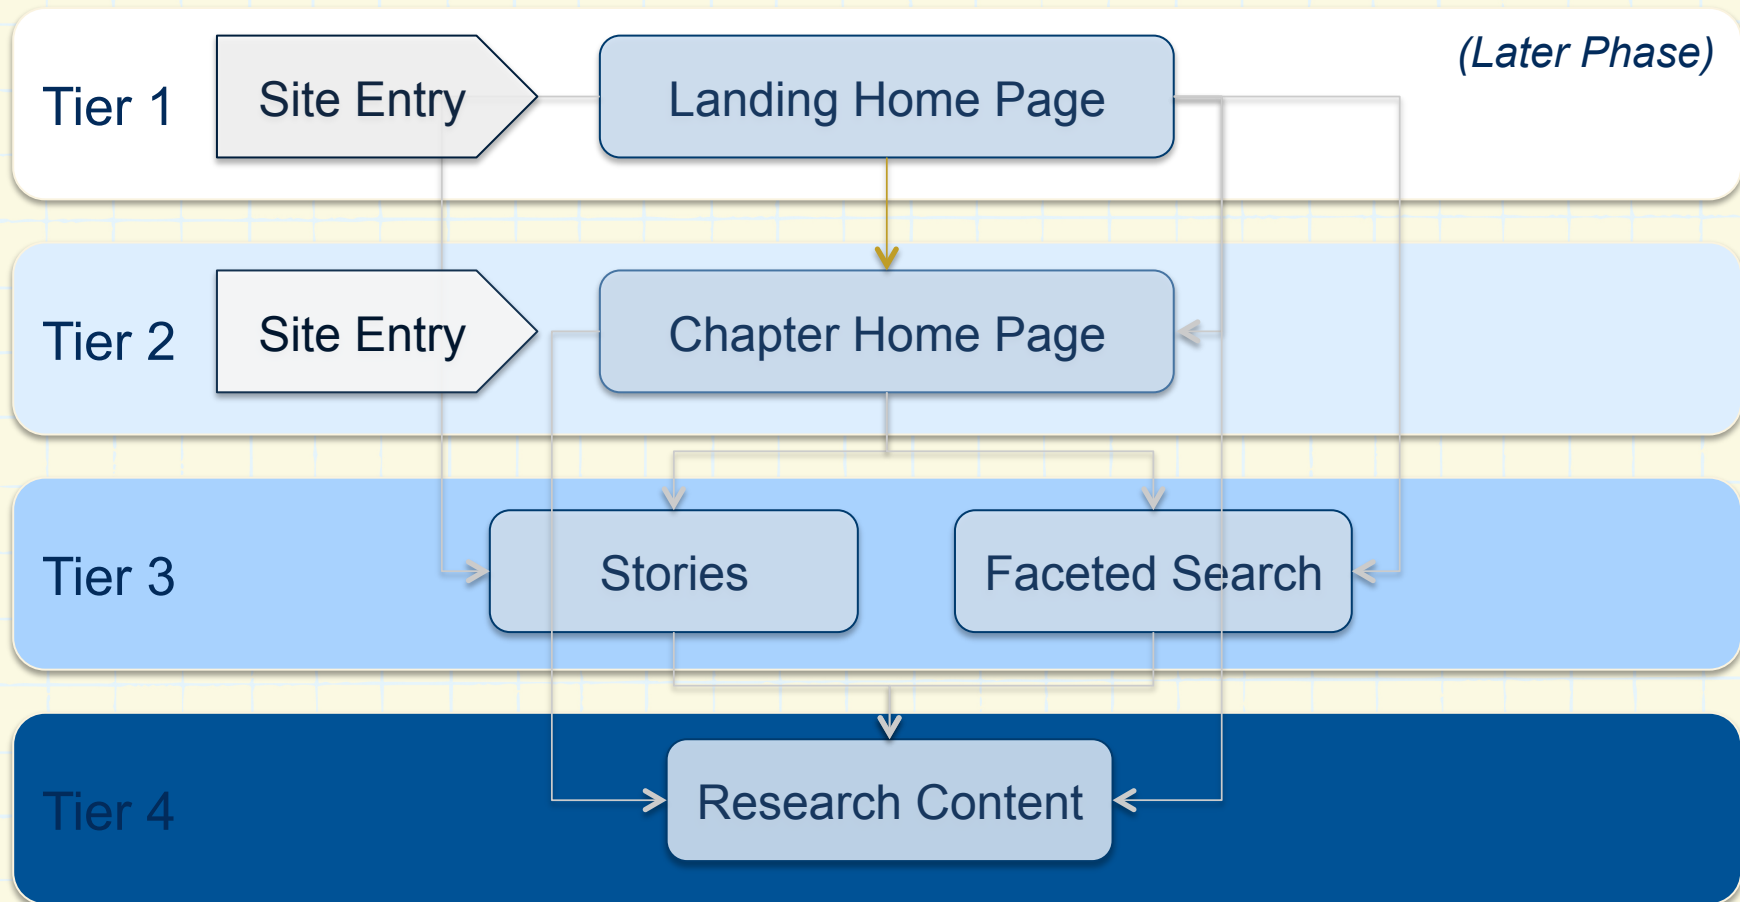 (Later Phase)
Tier 1
Site Entry
Landing Home Page
Tier 2
Site Entry
Chapter Home Page
Tier 3
Stories
Faceted Search
Tier 4
Research Content